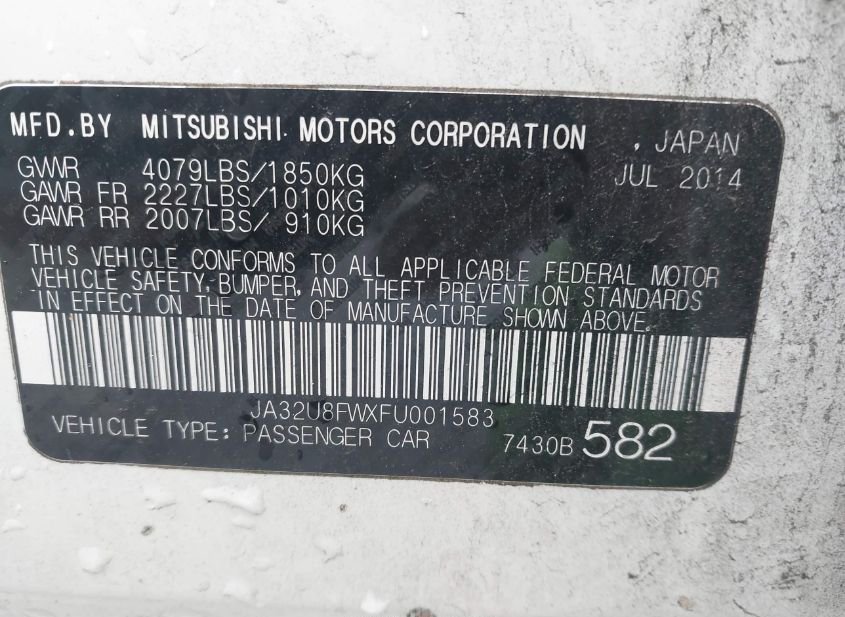 MFD.BY MITSUBISHI MOTORS CORPORATION , JAPAN
GVWR 4079LBS/1850KG JUL 2014
GAWR FR 2227LBS/1010KG
GAWR RR 2007LBS/ 910KG
THIS VEHICLE CONFORMS TO ALL APPLICABLE FEDERAL MOTOR
VEHICLE SAFETY,BUMPER,AND THEFT PREVENTION STANDARDS
IN EFFECT ON THE DATE OF MANUFACTURE SHOWN ABOVE.
JA32U8FWXFU001583
VEHICLE TYPE: PASSENGER CAR 7430B 582